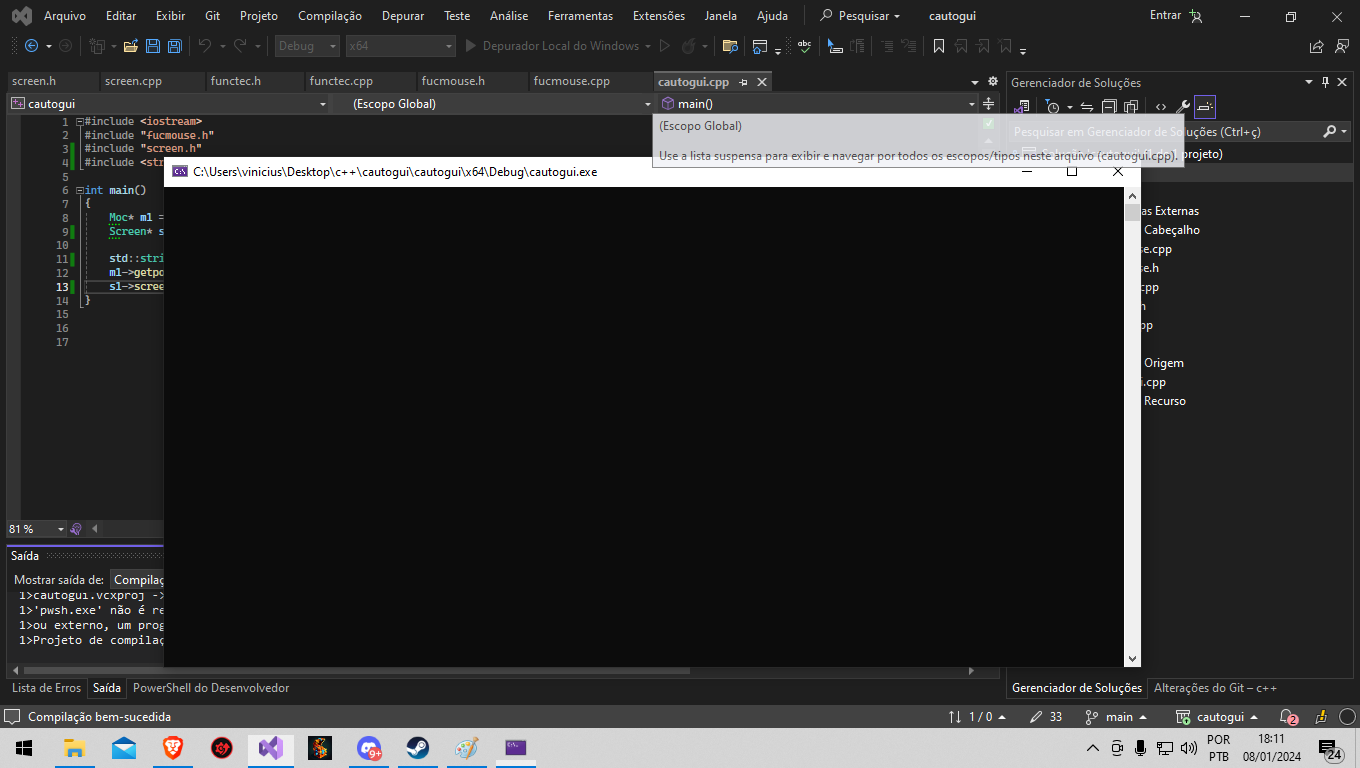 Arquivo Editar Exibir Git Projeto Compilação Depurar Teste Análise Ferramentas Extensões Janela Ajuda Pesquisar cautogui Entrar
Debug x64 Depurador Local do Windows
screen.h screen.cpp functec.h functec.cpp fucmouse.h fucmouse.cpp cautogui.cpp
cautogui (Escopo Global) main()
1 #include <iostream>
2 #include "fucmouse.h"
3 #include "screen.h"
4 #include <str
5
6 int main()
7 {
8 Moc* m1 =
9 Screen* s
10
11 std::stri
12 m1->getpo
13 s1->scree
14 }
15
16
17
(Escopo Global)
Use a lista suspensa para exibir e navegar por todos os escopos/tipos neste arquivo (cautogui.cpp).
C:\Users\vinicius\Desktop\c++\cautogui\cautogui\x64\Debug\cautogui.exe
81 %
Saída
Mostrar saída de: Compilaç
1>cautogui.vcxproj ->
1>'pwsh.exe' não é re
1>ou externo, um prog
1>Projeto de compilaç
Lista de Erros Saída PowerShell do Desenvolvedor
Gerenciador de Soluções
Pesquisar em Gerenciador de Soluções (Ctrl+ç)
projeto)
as Externas
Cabeçalho
se.cpp
se.h
cpp
Origem
i.cpp
Recurso
Gerenciador de Soluções Alterações do Git – c++
Compilação bem-sucedida 1 / 0 33 main cautogui 2
9+
POR
PTB
18:11
08/01/2024
24